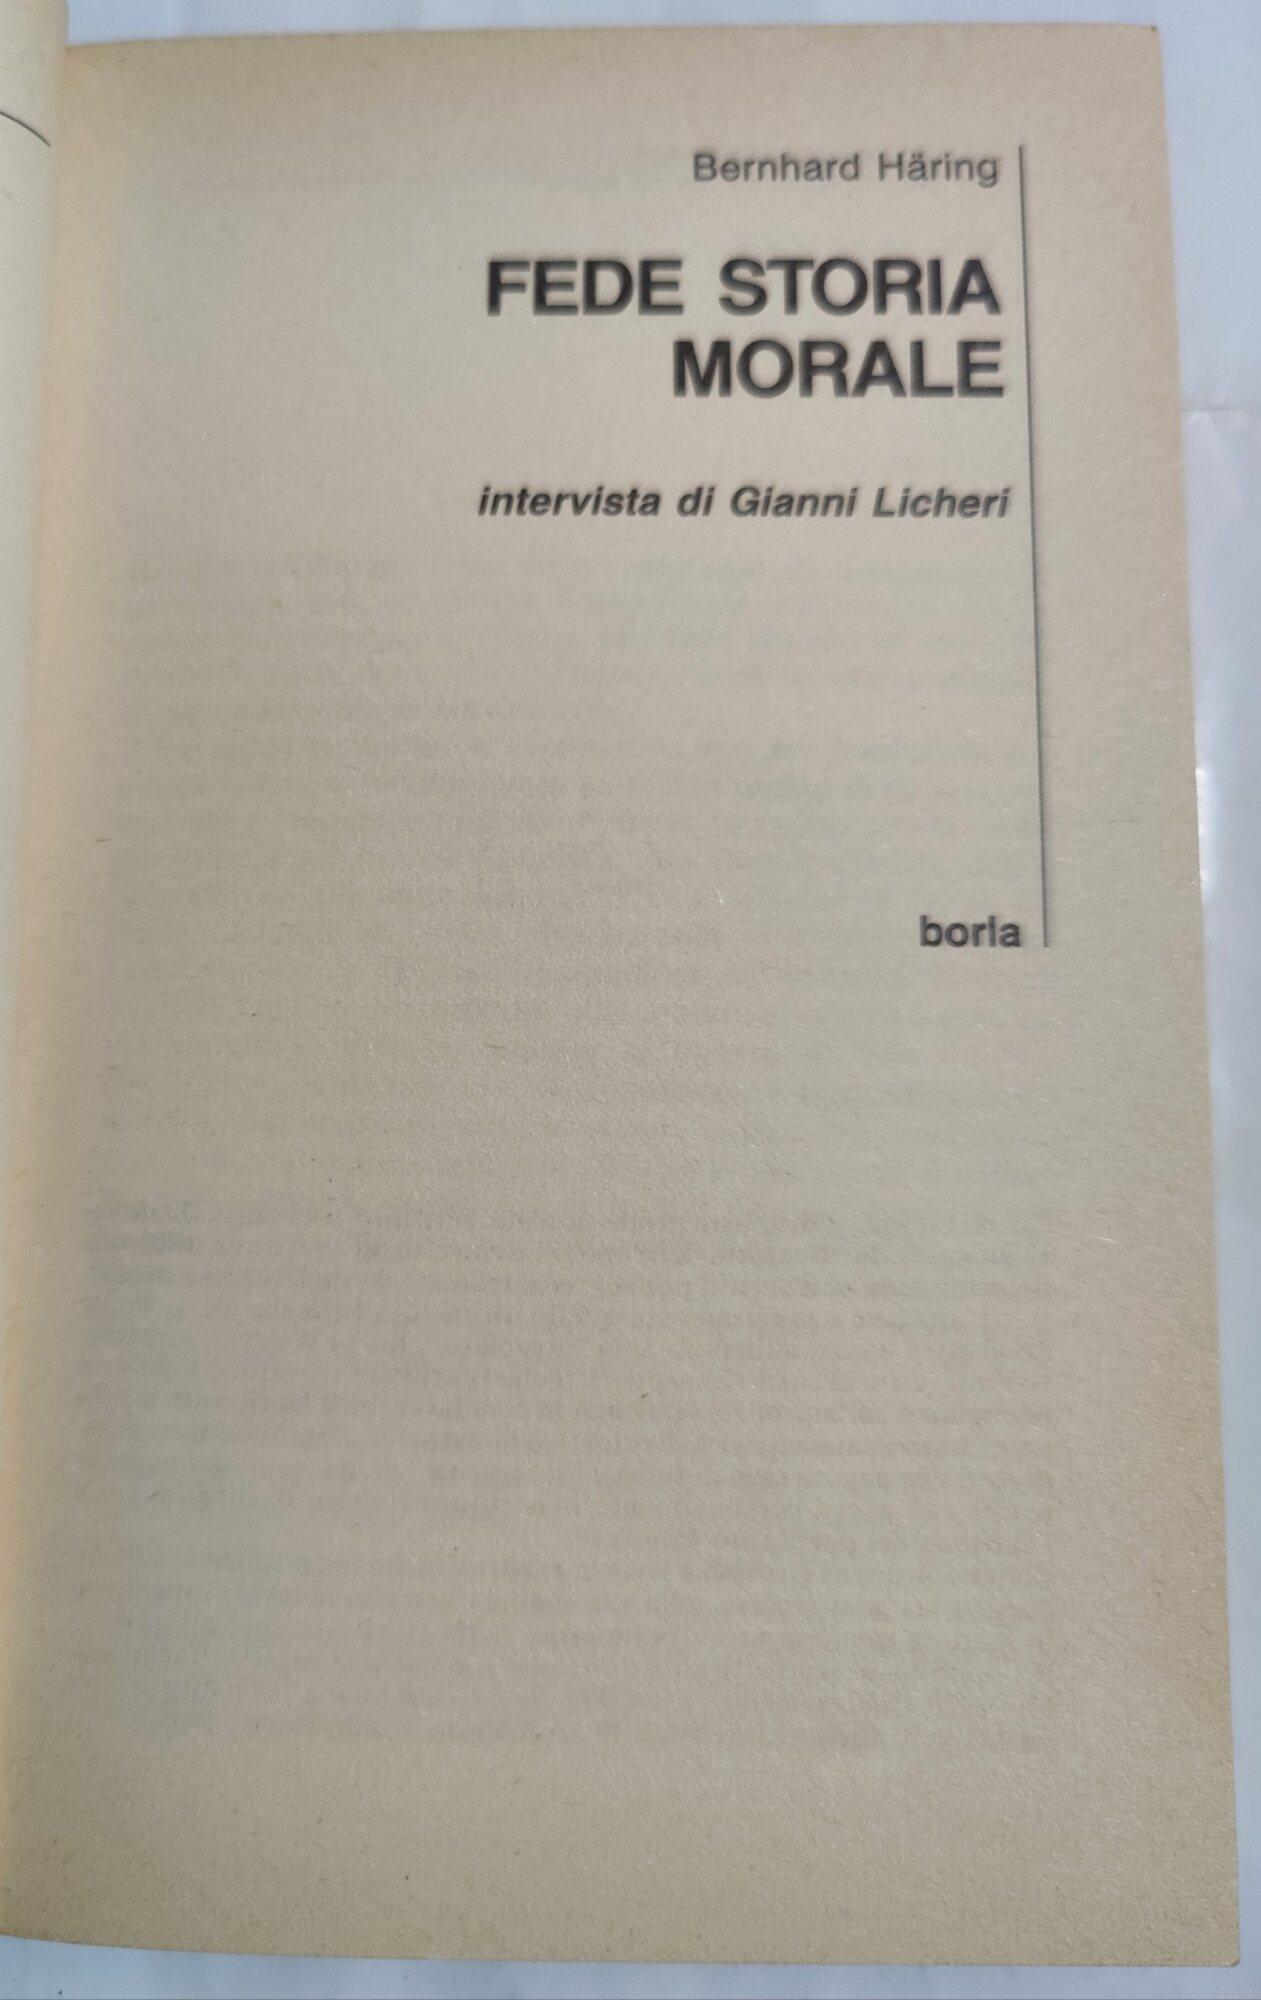 Bernhard Häring
FEDE STORIA
MORALE
intervista di Gianni Licheri
borla